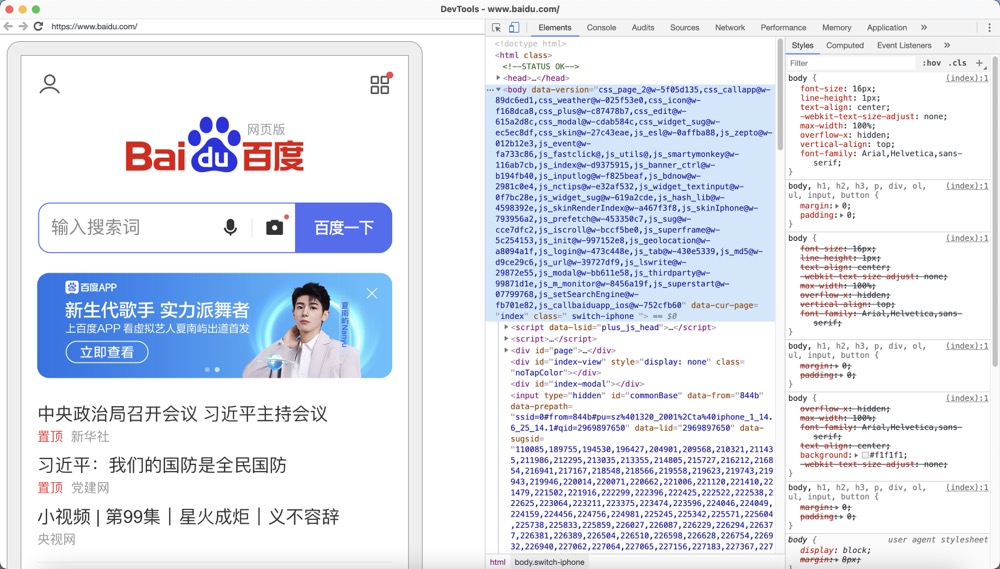 DevTools - www.baidu.com/
https://www.baidu.com/
网页版
Bai du 百度
输入搜索词
百度一下
百度APP
新生代歌手 实力派舞者
上百度APP 看虚拟艺人夏南屿出道首发
立即查看
夏南屿 Nanyu
中央政治局召开会议 习近平主持会议
置顶 新华社
习近平：我们的国防是全民国防
置顶 党建网
小视频 | 第99集｜星火成炬｜义不容辞
央视网
Elements Console Audits Sources Network Performance Memory Application »
<!doctype html>
<html class>
<!--STATUS OK-->
<head>…</head>
<body data-version="css_page_2@w-5f05d135,css_callapp@w-
89dc6ed1,css_weather@w-025f53e0,css_icon@w-
f168dca8,css_plus@w-c87478b7,css_edit@w-
615a2d8c,css_modal@w-cdab584c,css_widget_sug@w-
ec5ec8df,css_skin@w-27c43eae,js_esl@w-0affba88,js_zepto@w-
012b12e3,js_event@w-
fa733c86,js_fastclick@,js_utils@,js_smartymonkey@w-
116ab7cb,js_index@w-d9375915,js_banner_ctrl@w-
b194fb40,js_inputlog@w-f825beaf,js_bdnow@w-
2981c0e4,js_nctips@w-e32af532,js_widget_textinput@w-
0f7bc28e,js_widget_sug@w-619a2cde,js_hash_lib@w-
4598392e,js_skinRenderIndex@w-a467f3f8,js_skinIphone@w-
793956a2,js_prefetch@w-453350c7,js_sug@w-
cce7dfc2,js_iscroll@w-bccf5be0,js_superframe@w-
5c254153,js_init@w-997152e8,js_geolocation@w-
a8094a1f,js_login@w-473c448e,js_tab@w-430e5339,js_md5@w-
d9ce29c6,js_url@w-39727df9,js_lswrite@w-
29872e55,js_modal@w-bb611e58,js_thirdparty@w-
99871d1e,js_m_monitor@w-8456a19f,js_superstart@w-
07799768,js_setSearchEngine@w-
fb701e82,js_callbaiduapp_ios@w-752cfb60" data-cur-page=
"index" class=" switch-iphone "> == $0
<script data-lsid="plus_js_head">…</script>
<script>…</script>
<div id="page">…</div>
<div id="index-view" style="display: none" class=
"noTapColor"></div>
<div id="index-modal"></div>
<input type="hidden" id="commonBase" data-from="844b"
data-prepath=
"ssid=0#from=844b#pu=sz%401320_2001%2Cta%40iphone_1_14.
6_25_14.1#qid=2969897650" data-lid="2969897650" data-
sugsid=
"110085,189755,194530,196427,204901,209568,210321,21143
5,211986,212295,213035,213355,214805,215727,216212,2168
54,216941,217167,218548,218566,219558,219623,219743,219
943,219946,220014,220071,220662,221006,221120,221410,22
1479,221502,221916,222299,222396,222425,222522,222538,2
22625,223064,223211,223375,223474,223596,224046,224049,
224159,224456,224756,224981,225245,225342,225571,225604
,225738,225833,225859,226027,226087,226229,226294,22637
7,226381,226389,226504,226510,226598,226628,226754,2269
32,226940,227062,227064,227065,227156,227183,227367,227
html body.switch-iphone
Styles Computed Event Listeners »
Filter :hov .cls +
body { (index):1
font-size: 16px;
line-height: 1px;
text-align: center;
-webkit-text-size-adjust: none;
max-width: 100%;
overflow-x: hidden;
vertical-align: top;
font-family: Arial,Helvetica,sans-
serif;
}
body, h1, h2, h3, p, div, ol, (index):1
ul, input, button {
margin: 0;
padding: 0;
}
body { (index):1
font-size: 16px;
line-height: 1px;
text-align: center;
-webkit-text-size-adjust: none;
max-width: 100%;
overflow-x: hidden;
vertical-align: top;
font-family: Arial,Helvetica,sans-
serif;
}
body, h1, h2, h3, p, div, ol, (index):1
ul, input, button {
margin: 0;
padding: 0;
}
body { (index):1
overflow-x: hidden;
max-width: 100%;
font-family: Arial,Helvetica,sans-
serif;
text-align: center;
background: #f1f1f1;
-webkit-text-size-adjust: none;
}
body, h1, h2, h3, p, div, ol, (index):1
ul, input, button {
margin: 0;
padding: 0;
}
body { user agent stylesheet
display: block;
margin: 8px;